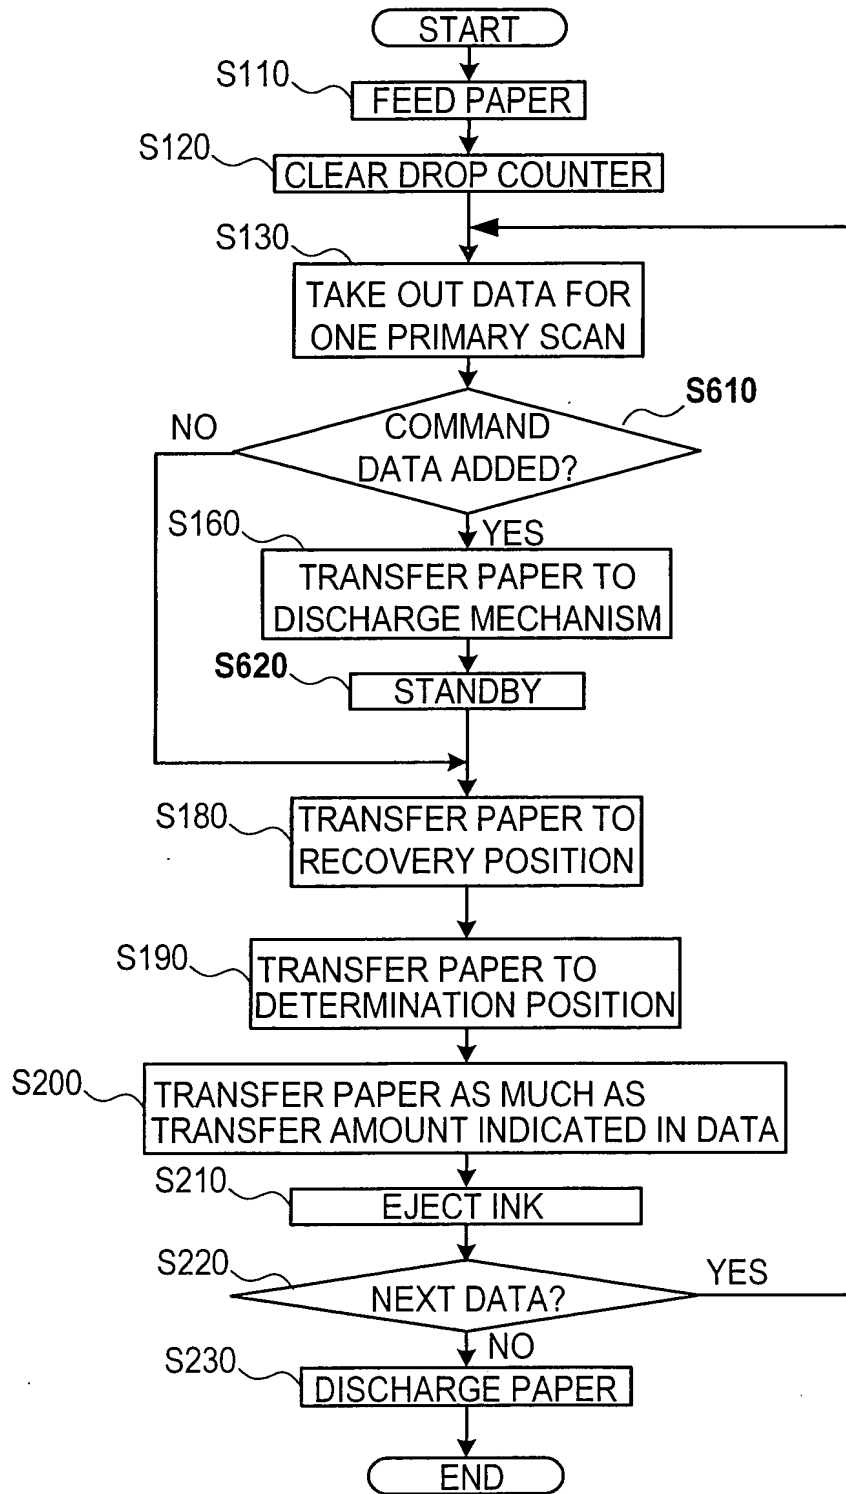 START
S110
FEED PAPER
S120
CLEAR DROP COUNTER
S130
TAKE OUT DATA FOR
ONE PRIMARY SCAN
S610
NO
COMMAND
DATA ADDED?
S160
YES
TRANSFER PAPER TO
DISCHARGE MECHANISM
S620
STANDBY
S180
TRANSFER PAPER TO
RECOVERY POSITION
S190
TRANSFER PAPER TO
DETERMINATION POSITION
S200
TRANSFER PAPER AS MUCH AS
TRANSFER AMOUNT INDICATED IN DATA
S210
EJECT INK
S220
YES
NEXT DATA?
NO
S230
DISCHARGE PAPER
END